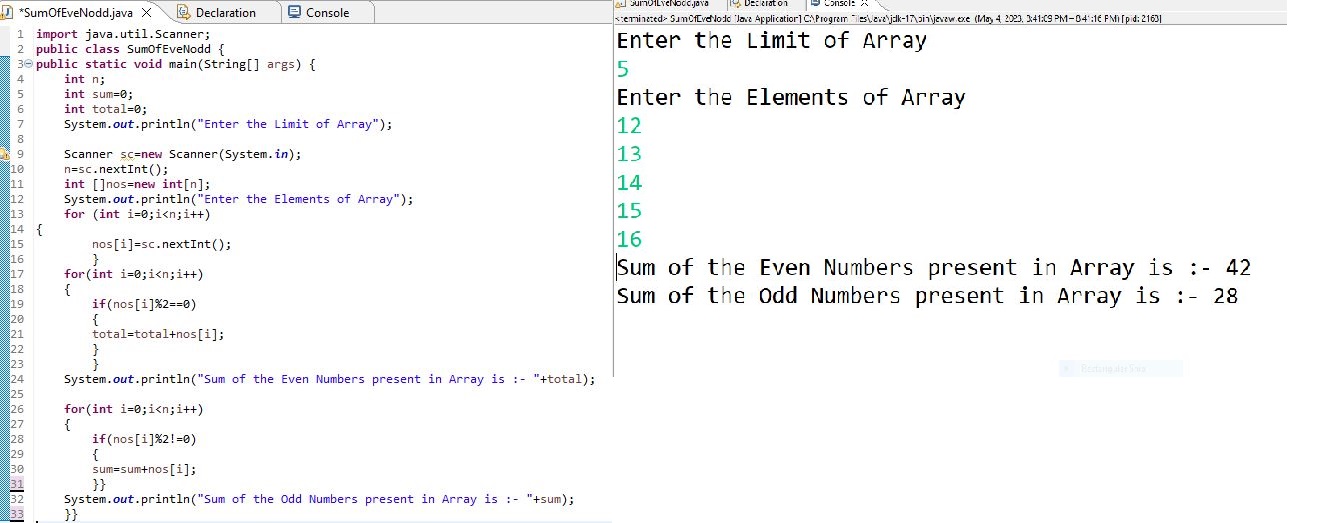 *SumOfEveNodd.java Declaration Console
1 import java.util.Scanner;
2 public class SumOfEveNodd {
3 public static void main(String[] args) {
4 int n;
5 int sum=0;
6 int total=0;
7 System.out.println("Enter the Limit of Array");
8
9 Scanner sc=new Scanner(System.in);
10 n=sc.nextInt();
11 int []nos=new int[n];
12 System.out.println("Enter the Elements of Array");
13 for (int i=0;i<n;i++)
14 {
15 nos[i]=sc.nextInt();
16 }
17 for(int i=0;i<n;i++)
18 {
19 if(nos[i]%2==0)
20 {
21 total=total+nos[i];
22 }
23 }
24 System.out.println("Sum of the Even Numbers present in Array is :- "+total);
25
26 for(int i=0;i<n;i++)
27 {
28 if(nos[i]%2!=0)
29 {
30 sum=sum+nos[i];
31 }}
32 System.out.println("Sum of the Odd Numbers present in Array is :- "+sum);
33 }}
SumOfEveNodd.java Declaration Console
<terminated> SumOfEveNodd [Java Application] C:\Program Files\Java\jdk-17\bin\javaw.exe (May 4, 2023, 8:41:09 PM – 8:41:16 PM) [pid: 2160]
Enter the Limit of Array
5
Enter the Elements of Array
12
13
14
15
16
Sum of the Even Numbers present in Array is :- 42
Sum of the Odd Numbers present in Array is :- 28